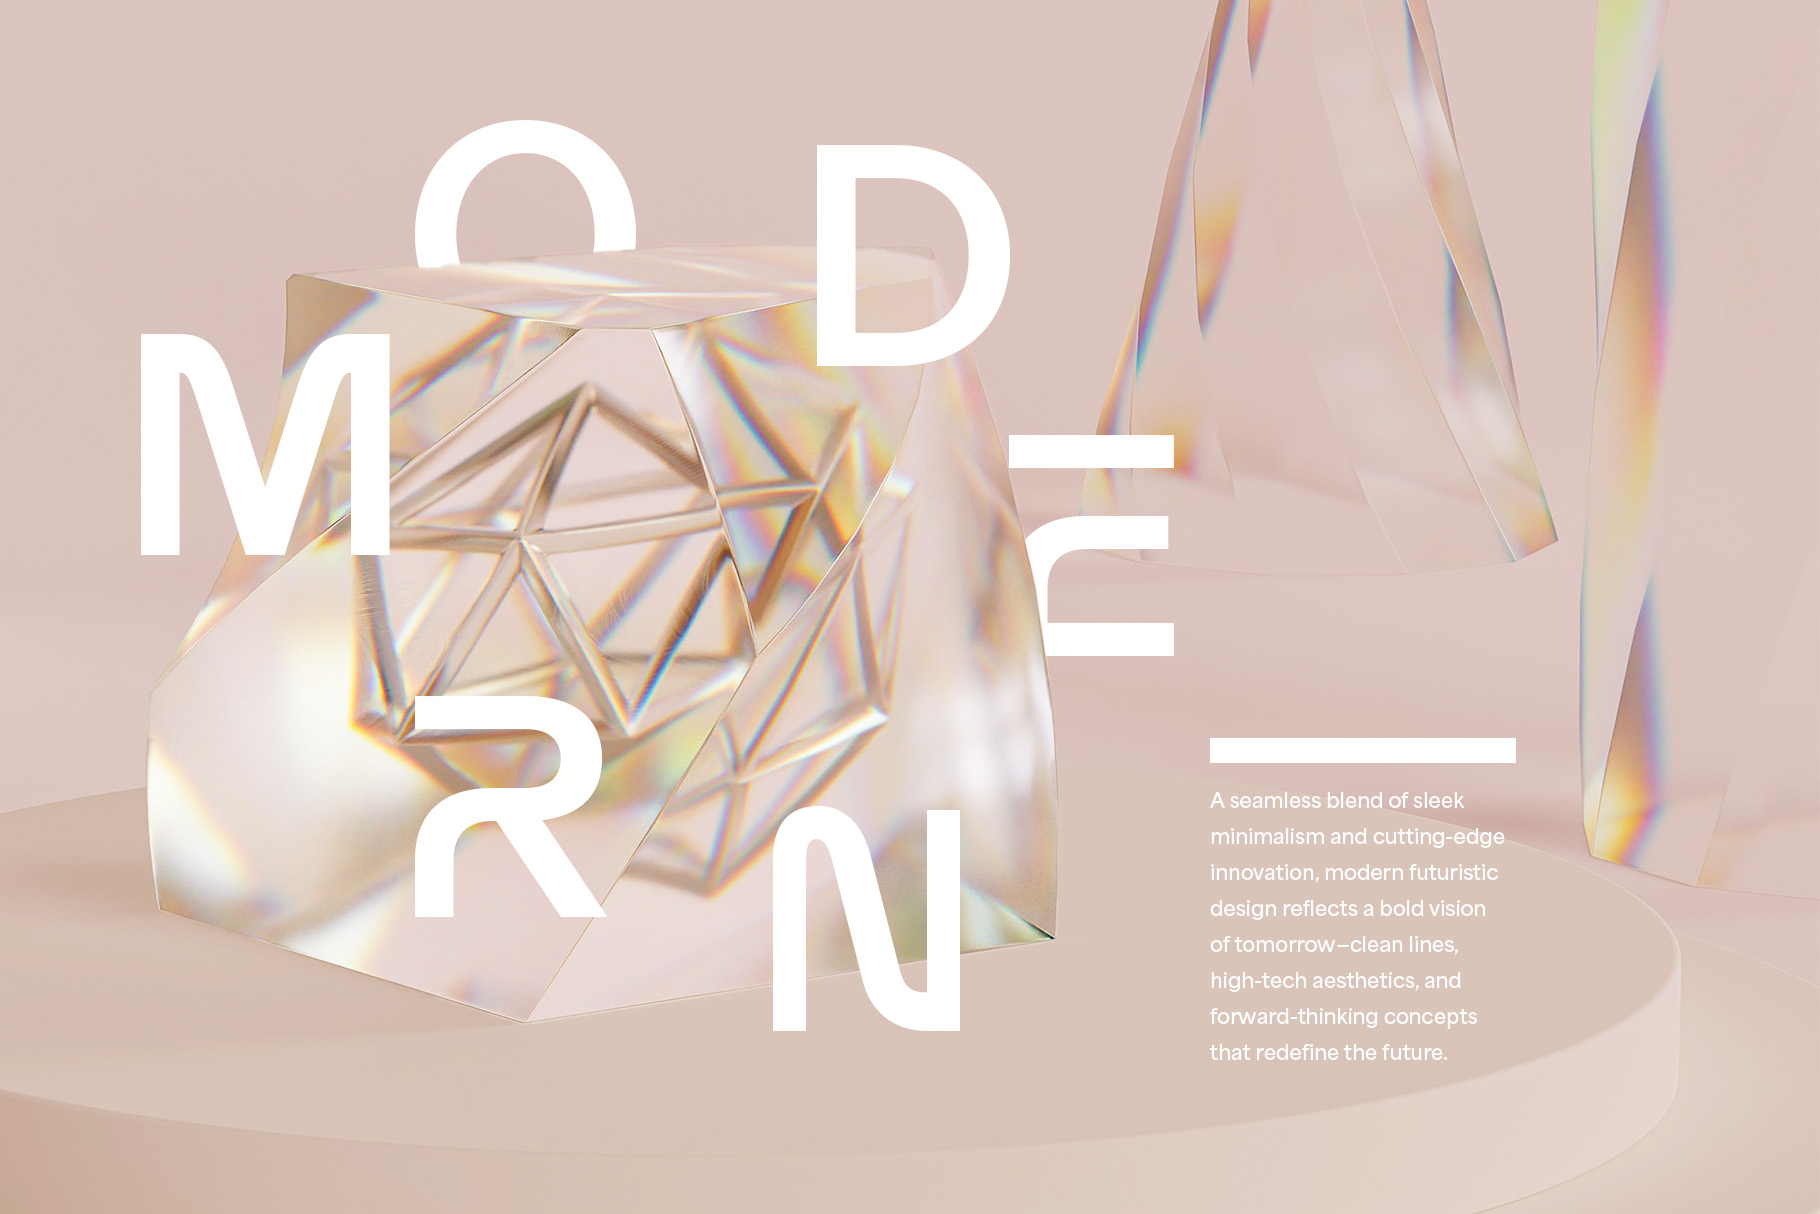 MODERN
A seamless blend of sleek
minimalism and cutting-edge
innovation, modern futuristic
design reflects a bold vision
of tomorrow—clean lines,
high-tech aesthetics, and
forward-thinking concepts
that redefine the future.